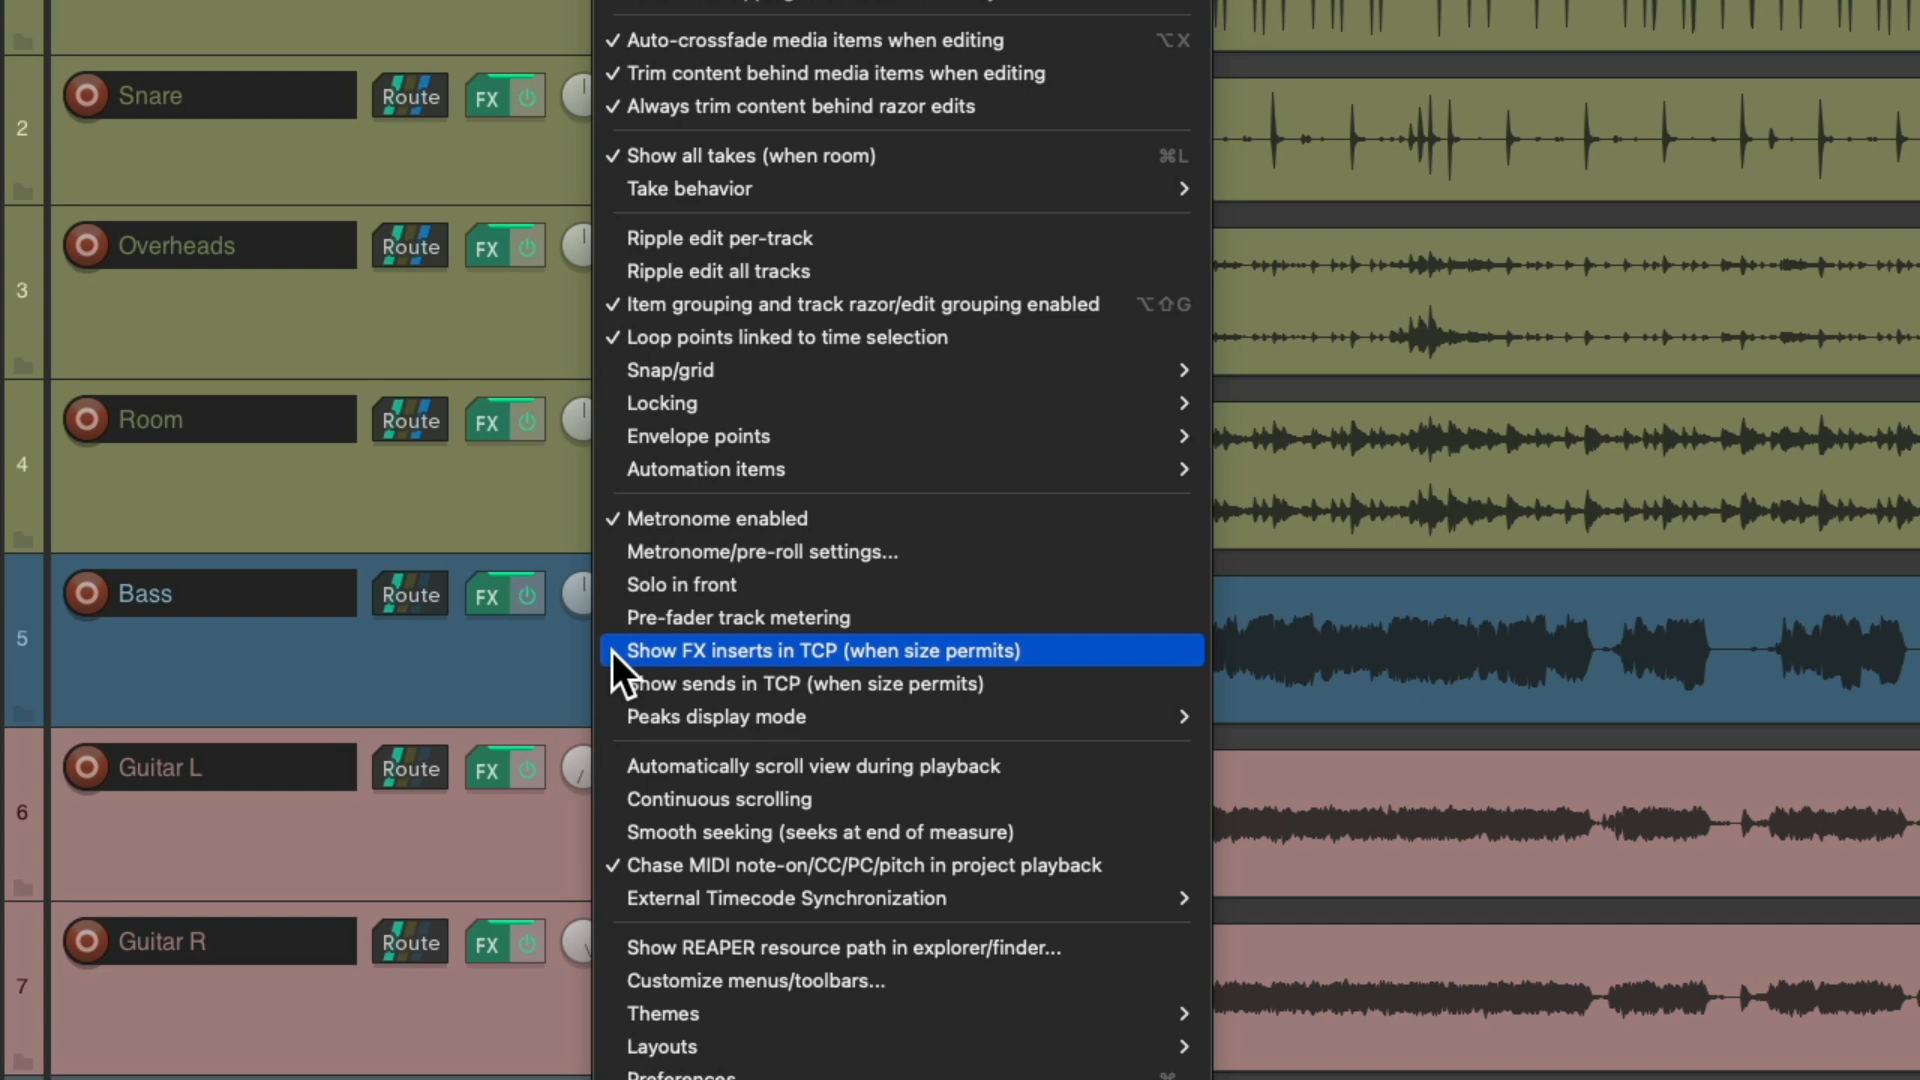 ✓ Auto-crossfade media items when editing ⌥X
✓ Trim content behind media items when editing
2 Snare Route FX
✓ Always trim content behind razor edits
✓ Show all takes (when room) ⌘L
Take behavior
Ripple edit per-track
3 Overheads Route FX
Ripple edit all tracks
✓ Item grouping and track razor/edit grouping enabled ⌥⇧G
✓ Loop points linked to time selection
Snap/grid
Locking
4 Room Route FX
Envelope points
Automation items
✓ Metronome enabled
Metronome/pre-roll settings...
Solo in front
5 Bass Route FX
Pre-fader track metering
Show FX inserts in TCP (when size permits)
Show sends in TCP (when size permits)
Peaks display mode
Automatically scroll view during playback
6 Guitar L Route FX
Continuous scrolling
Smooth seeking (seeks at end of measure)
✓ Chase MIDI note-on/CC/PC/pitch in project playback
External Timecode Synchronization
7 Guitar R Route FX
Show REAPER resource path in explorer/finder...
Customize menus/toolbars...
Themes
Layouts
Preferences...